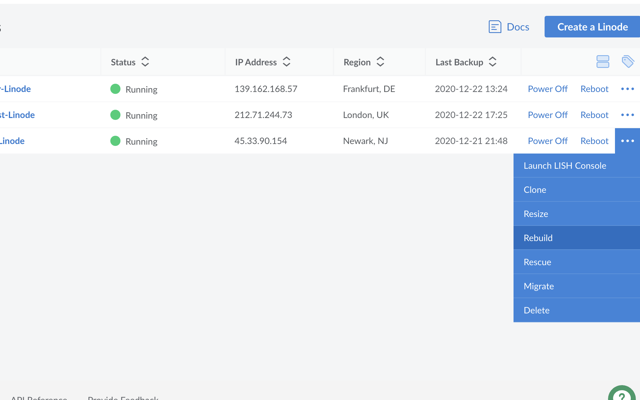 Docs Create a Linode
Status IP Address Region Last Backup
-Linode Running 139.162.168.57 Frankfurt, DE 2020-12-22 13:24 Power Off Reboot
st-Linode Running 212.71.244.73 London, UK 2020-12-22 17:25 Power Off Reboot
Linode Running 45.33.90.154 Newark, NJ 2020-12-21 21:48 Power Off Reboot
Launch LISH Console
Clone
Resize
Rebuild
Rescue
Migrate
Delete
API Reference Provide Feedback
?